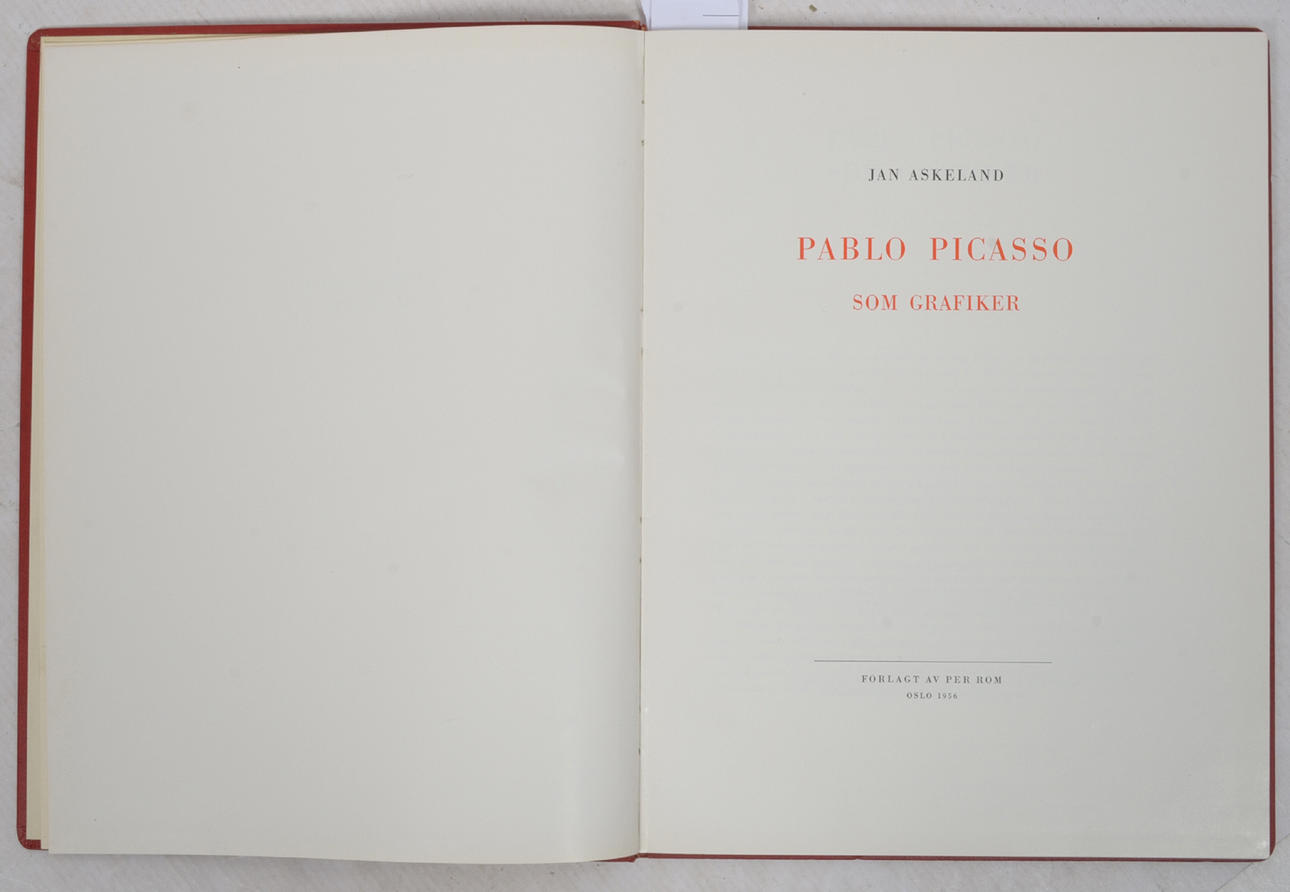 JAN ASKELAND
PABLO PICASSO
SOM GRAFIKER
FORLAGT AV PER ROM
OSLO 1956